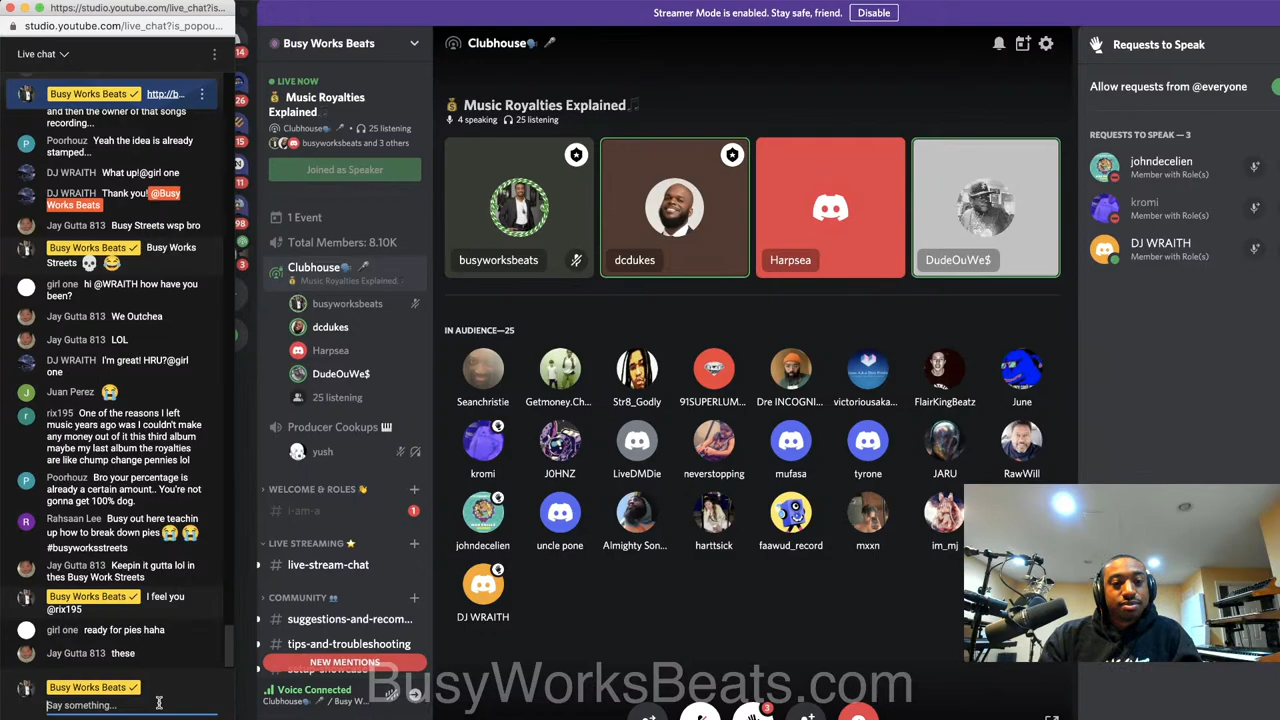 https://studio.youtube.com/live_chat?is...
studio.youtube.com/live_chat?is_popou...
Live chat
Busy Works Beats http://b...
and then the owner of that songs
recording...
Poorhouz Yeah the idea is already
stamped...
DJ WRAITH What up!@girl one
DJ WRAITH Thank you! @Busy
Works Beats
Jay Gutta 813 Busy Streets wsp bro
Busy Works Beats Busy Works
Streets 💀 😂
girl one hi @WRAITH how have you
been?
Jay Gutta 813 We Outchea
Jay Gutta 813 LOL
DJ WRAITH I'm great! HRU?@girl
one
Juan Perez 😭
rix195 One of the reasons I left
music years ago was I couldn't make
any money out of it this third album
maybe my last album the royalties
are like chump change pennies lol
Poorhouz Bro your percentage is
already a certain amount.. You're not
gonna get 100% dog.
Rahsaan Lee Busy out here teachin
up how to break down pies 😭 😭
#busyworksstreets
Jay Gutta 813 Keepin it gutta lol in
thes Busy Work Streets
Busy Works Beats I feel you
@rix195
girl one ready for pies haha
Jay Gutta 813 these
Busy Works Beats
Say something...
14
26
15
11
98
3
Streamer Mode is enabled. Stay safe, friend. Disable
Busy Works Beats
LIVE NOW
💰 Music Royalties
Explained🎵
Clubhouse🗣 🎤 • 25 listening
busyworksbeats and 3 others
Joined as Speaker
1 Event
Total Members: 8.10K
Clubhouse🗣 🎤
💰 Music Royalties Explained.
busyworksbeats
dcdukes
Harpsea
DudeOuWe$
25 listening
Producer Cookups 🎹
yush
WELCOME & ROLES 👋
i-am-a
1
LIVE STREAMING ⭐
live-stream-chat
COMMUNITY 👥
suggestions-and-recom...
tips-and-troubleshooting
NEW MENTIONS
Voice Connected
Clubhouse🗣 🎤 / Busy W...
Clubhouse🗣 🎤
💰 Music Royalties Explained🎵
4 speaking 25 listening
busyworksbeats
dcdukes
Harpsea
DudeOuWe$
IN AUDIENCE—25
Seanchristie
Getmoney.Ch...
Str8_Godly
91SUPERLUM...
Dre INCOGNI...
victoriousaka...
FlairKingBeatz
June
kromi
JOHNZ
LiveDMDie
neverstopping
mufasa
tyrone
JARU
RawWill
johndecelien
uncle pone
Almighty Son...
harttsick
faawud_record
mxxn
im_mj
DJ WRAITH
3
Requests to Speak
Allow requests from @everyone
REQUESTS TO SPEAK — 3
johndecelien
Member with Role(s)
kromi
Member with Role(s)
DJ WRAITH
Member with Role(s)
BusyWorksBeats.com